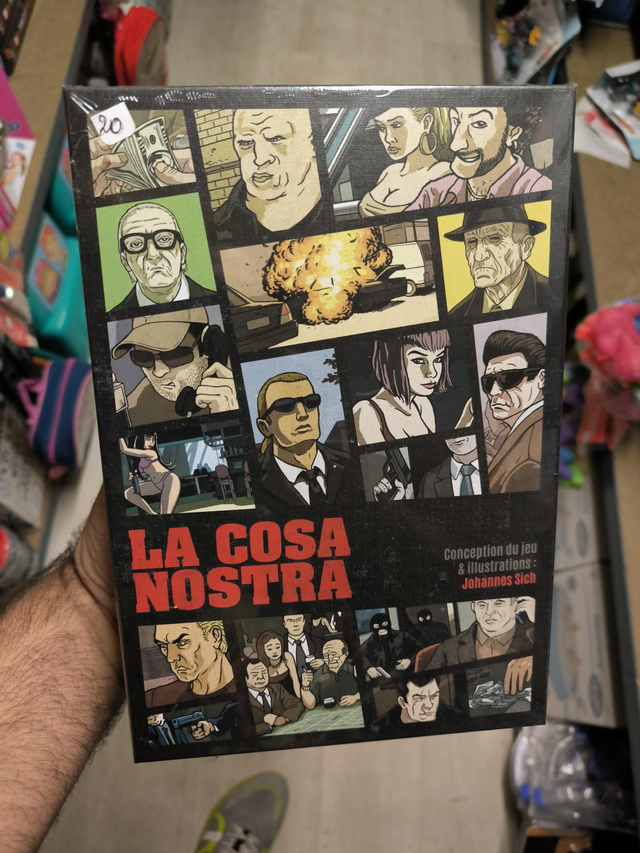 20
LA COSA
NOSTRA
Conception du jeu
& illustrations :
Johannes Sich